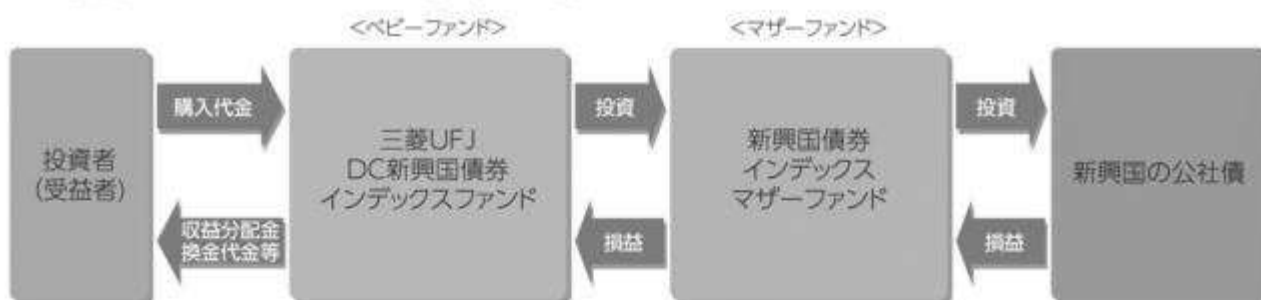 <ベビーファンド>
<マザーファンド>
投資者
(受益者)
購入代金
収益分配金
換金代金等
三菱UFJ
DC新興国債券
インデックスファンド
投資
損益
新興国債券
インデックス
マザーファンド
投資
損益
新興国の公社債